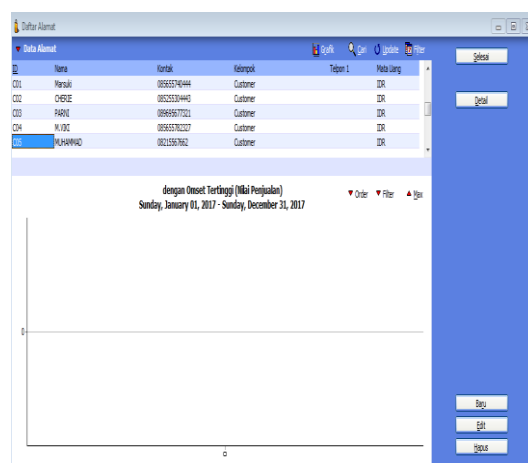 Daftar Alamat
Data Alamat Grafik Cari Update Filter
Selesai
ID Nama Kontak Kelompok Telpon 1 Mata Uang
C01 Marsuki 085655740444 Customer IDR
C02 CHERIE 085255304443 Customer IDR
Detail
C03 PARNI 089695677321 Customer IDR
C04 M.YIKI 085655782327 Customer IDR
C05 MUHAMMAD 08215567662 Customer IDR
dengan Omset Tertinggi (Nilai Penjualan)
Sunday, January 01, 2017 - Sunday, December 31, 2017
Order Filter Max
0
0
Baru
Edit
Hapus